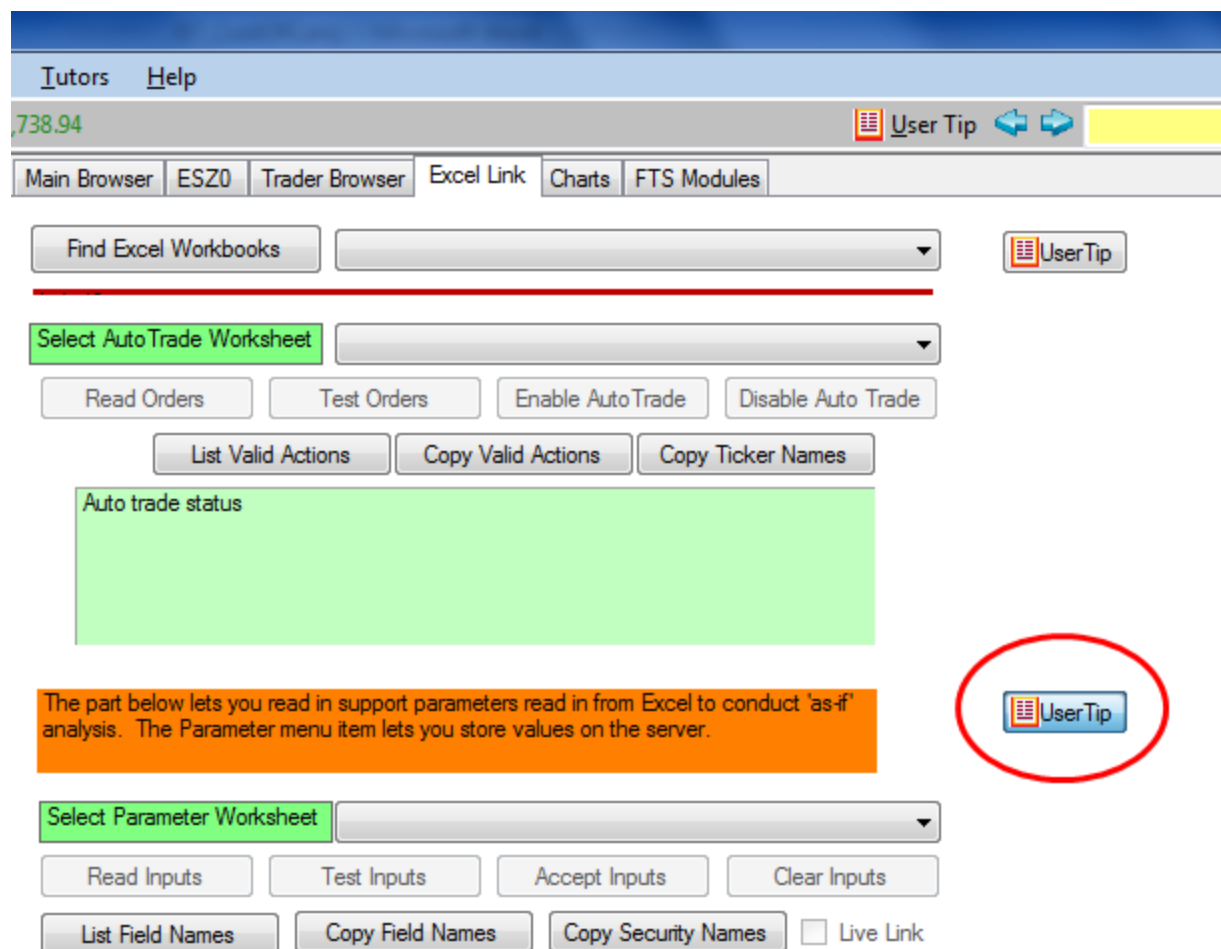 Tutors Help
,738.94 User Tip
Main Browser ESZ0 Trader Browser Excel Link Charts FTS Modules
Find Excel Workbooks UserTip
Select AutoTrade Worksheet
Read Orders Test Orders Enable AutoTrade Disable Auto Trade
List Valid Actions Copy Valid Actions Copy Ticker Names
Auto trade status
The part below lets you read in support parameters read in from Excel to conduct 'as-if'
analysis. The Parameter menu item lets you store values on the server.
UserTip
Select Parameter Worksheet
Read Inputs Test Inputs Accept Inputs Clear Inputs
List Field Names Copy Field Names Copy Security Names Live Link